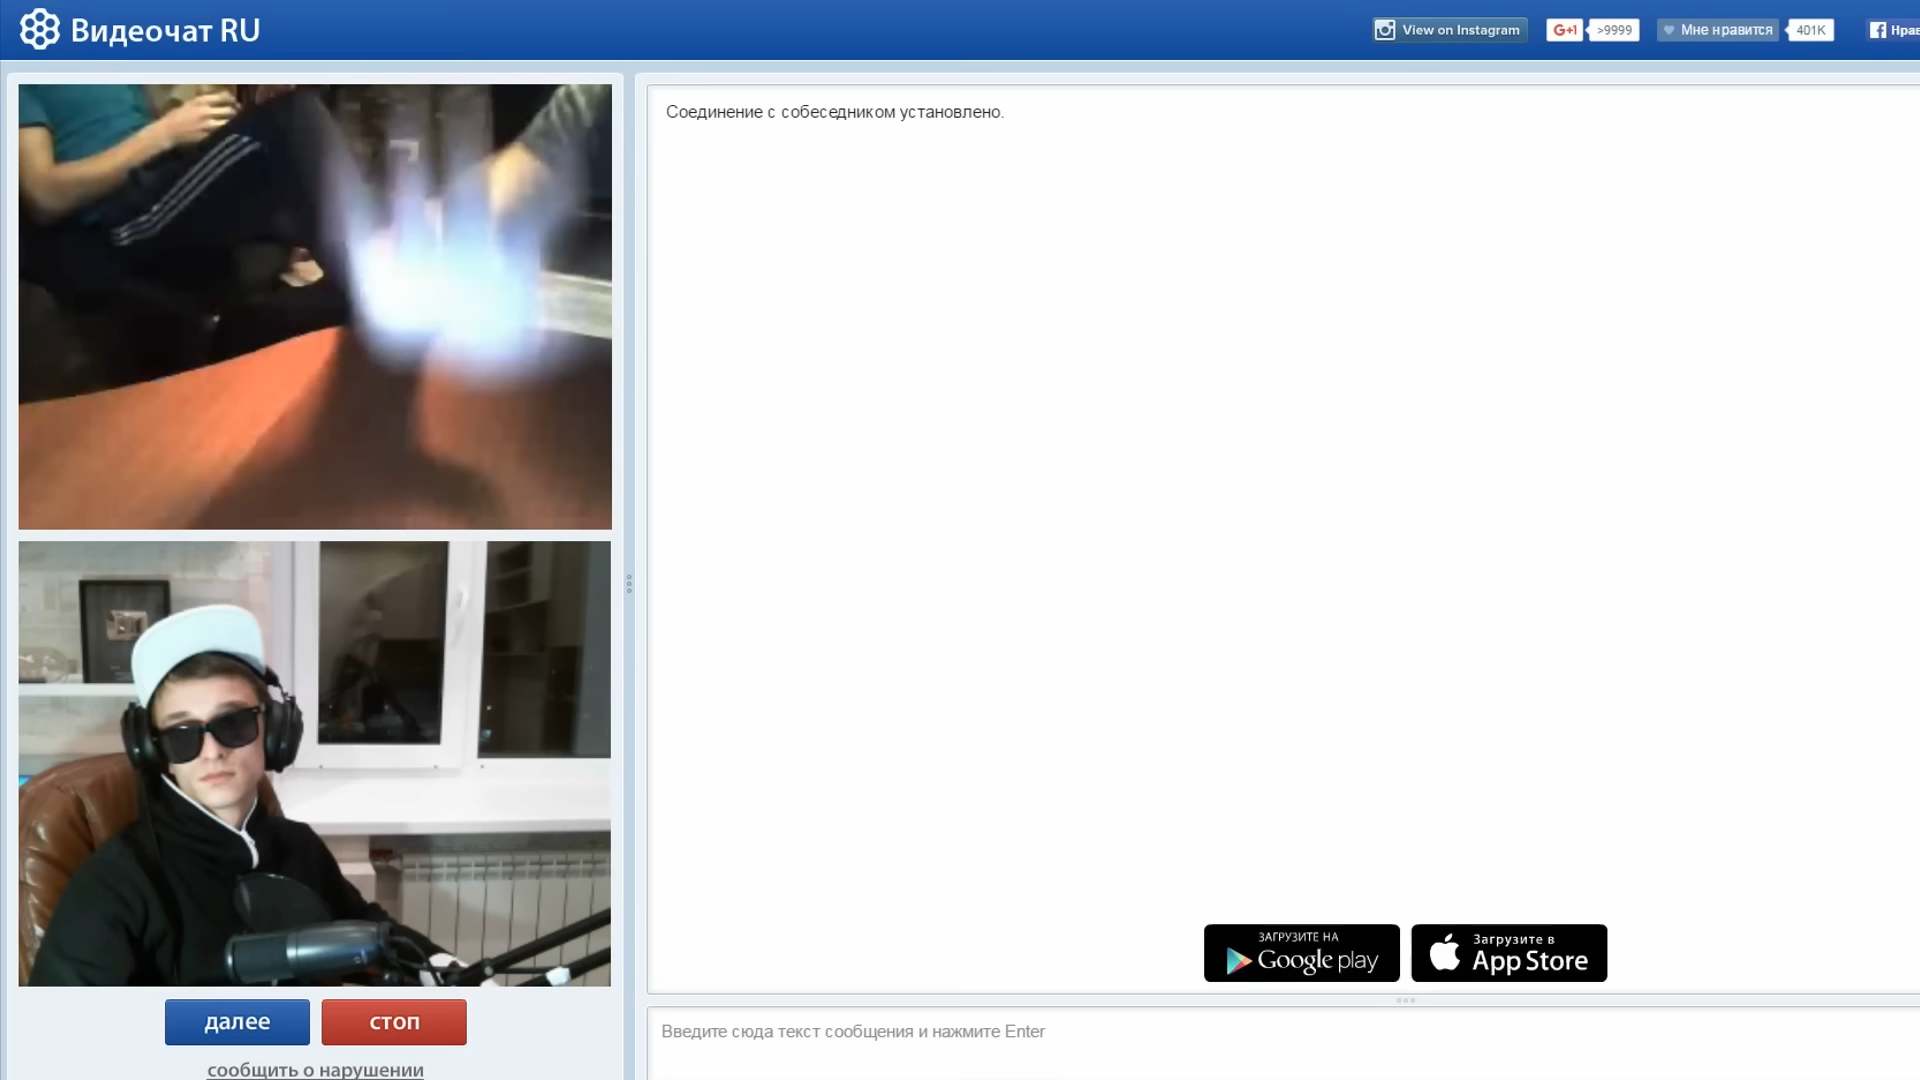 Видеочат RU
View on Instagram
G+1
>9999
Мне нравится
401K
Нрав
Соединение с собеседником установлено.
ЗАГРУЗИТЕ НА
Google play
Загрузите в
App Store
далее
стоп
Введите сюда текст сообщения и нажмите Enter
сообщить о нарушении